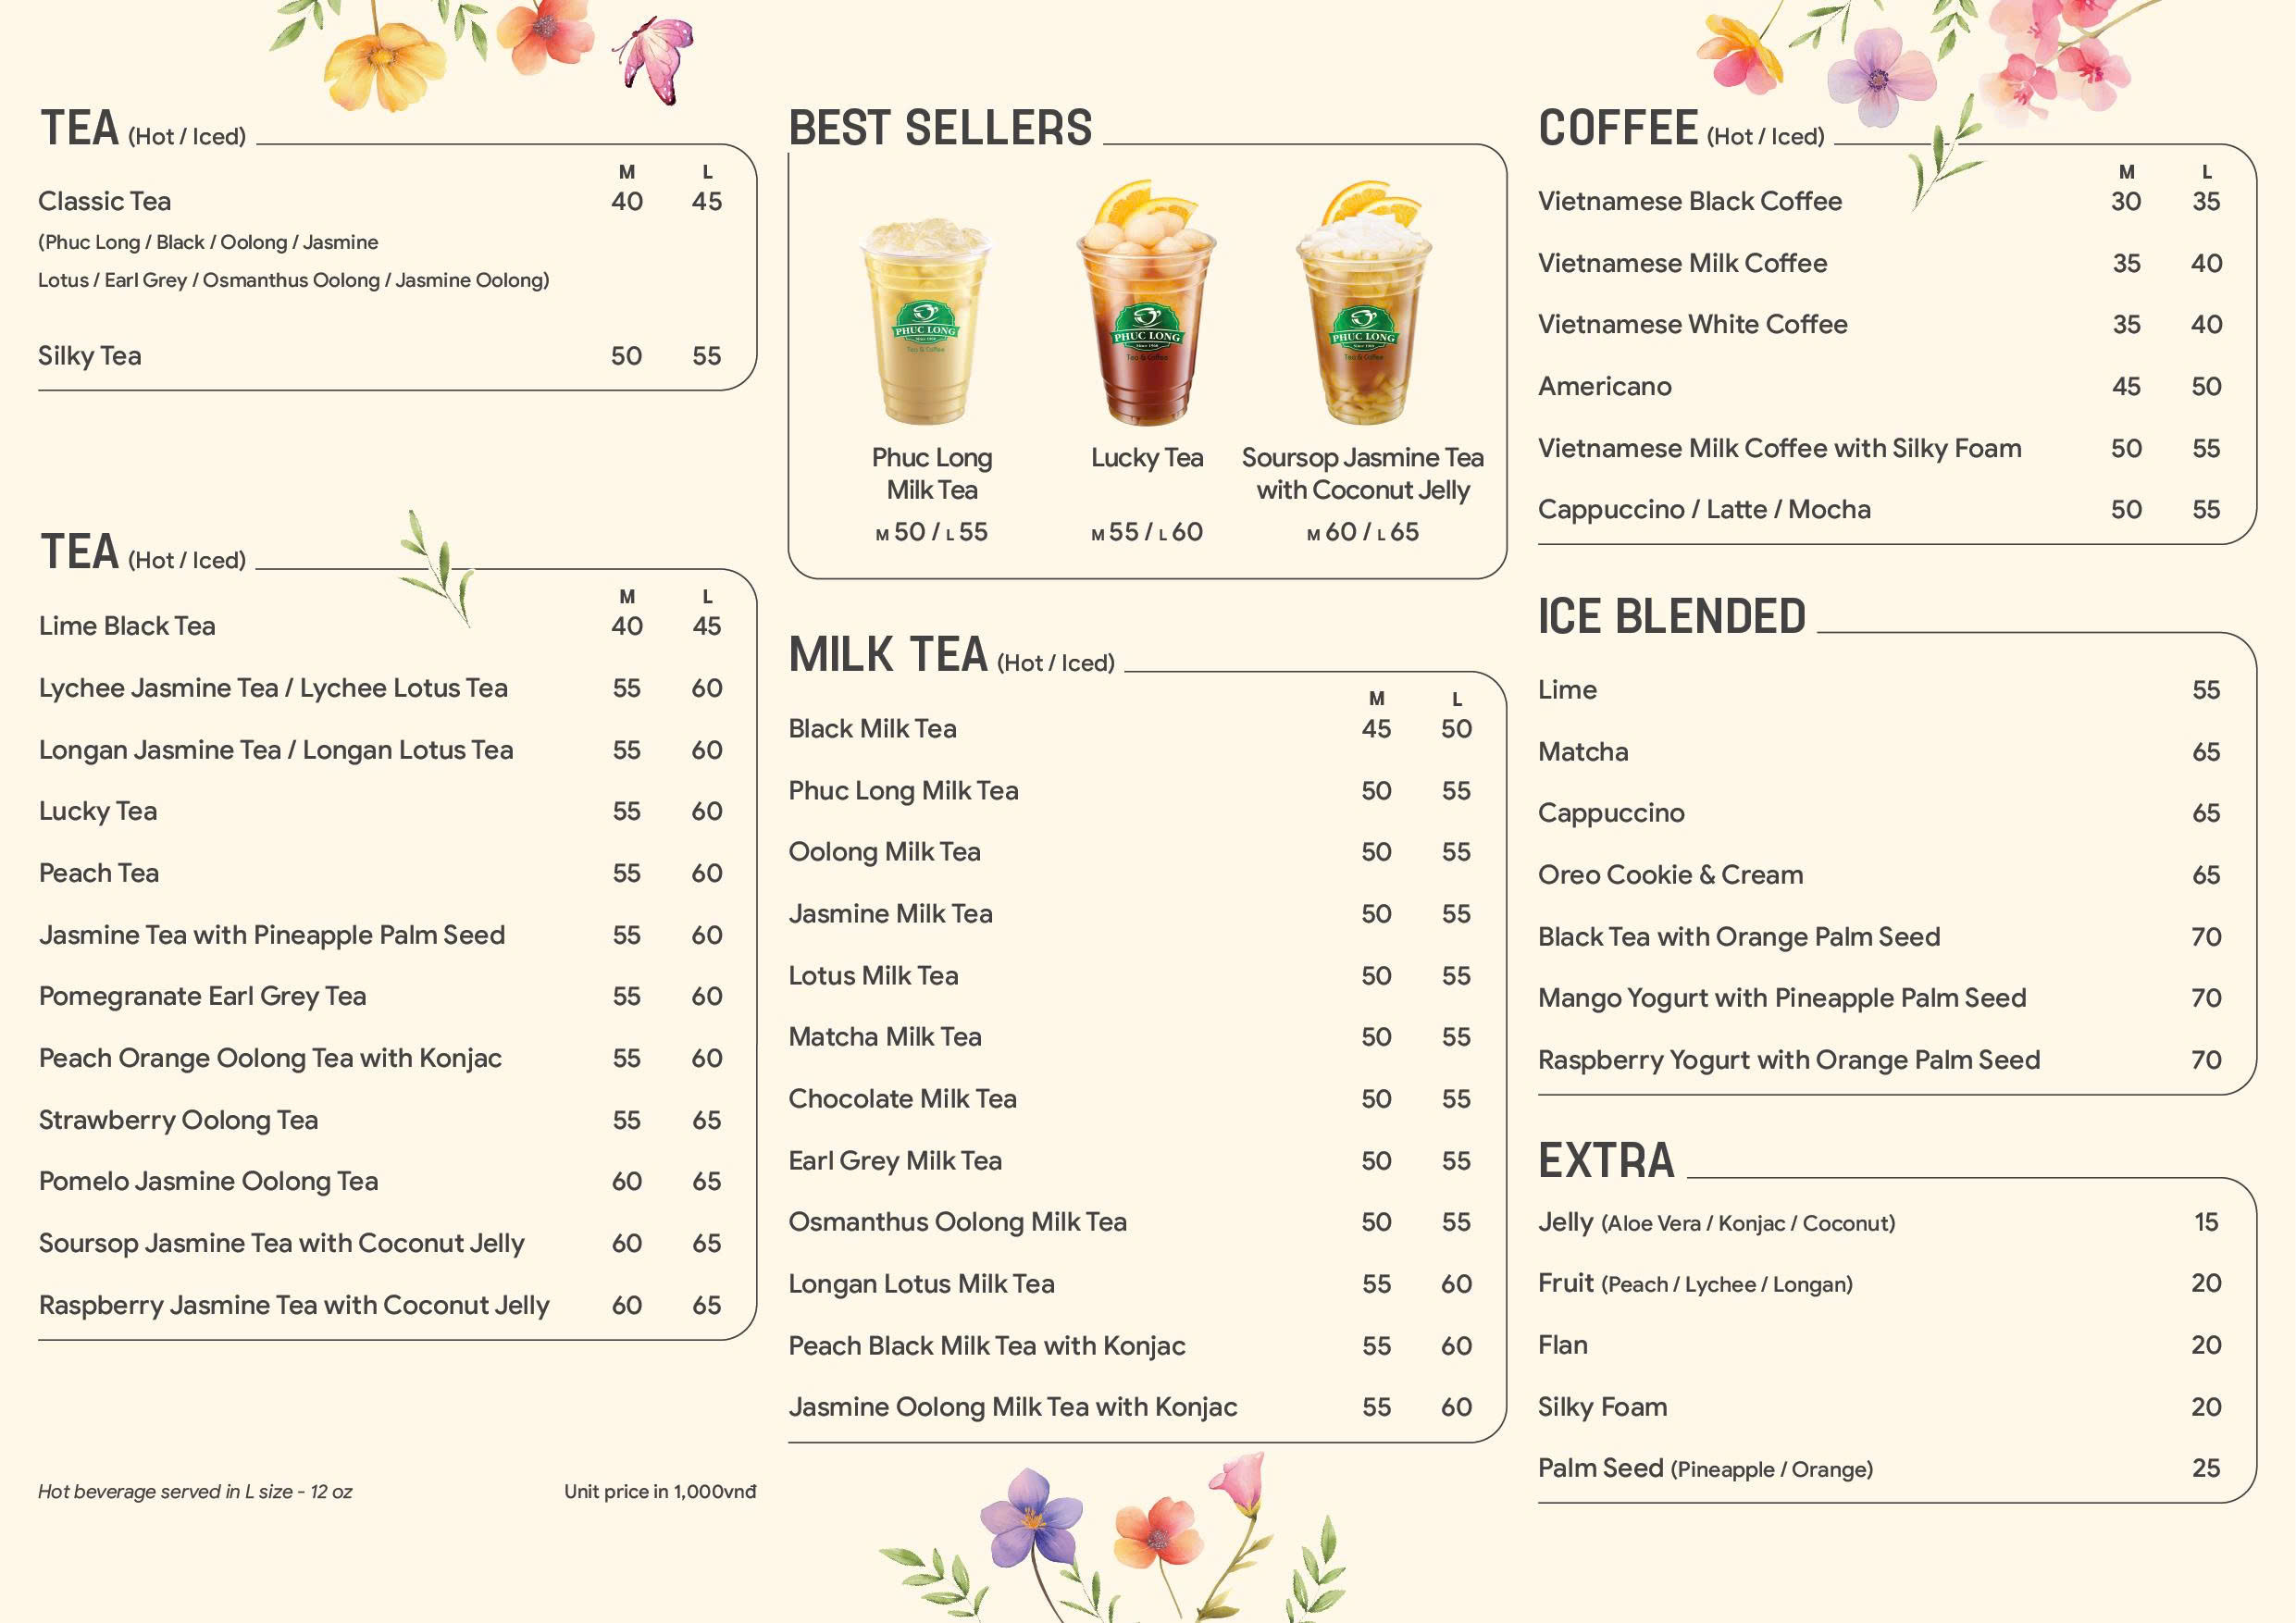 TEA (Hot / Iced)
M L
Classic Tea 40 45
(Phuc Long / Black / Oolong / Jasmine
Lotus / Earl Grey / Osmanthus Oolong / Jasmine Oolong)
Silky Tea 50 55
TEA (Hot / Iced)
M L
Lime Black Tea 40 45
Lychee Jasmine Tea / Lychee Lotus Tea 55 60
Longan Jasmine Tea / Longan Lotus Tea 55 60
Lucky Tea 55 60
Peach Tea 55 60
Jasmine Tea with Pineapple Palm Seed 55 60
Pomegranate Earl Grey Tea 55 60
Peach Orange Oolong Tea with Konjac 55 60
Strawberry Oolong Tea 55 65
Pomelo Jasmine Oolong Tea 60 65
Soursop Jasmine Tea with Coconut Jelly 60 65
Raspberry Jasmine Tea with Coconut Jelly 60 65
Hot beverage served in L size - 12 oz
Unit price in 1,000vnđ
BEST SELLERS
PHUC LONG
Tea & Coffee
PHUC LONG
Since 1968
Tea & Coffee
PHUC LONG
Since 1968
Tea & Coffee
Phuc Long
Milk Tea
M 50 / L 55
Lucky Tea
M 55 / L 60
Soursop Jasmine Tea
with Coconut Jelly
M 60 / L 65
MILK TEA (Hot / Iced)
M L
Black Milk Tea 45 50
Phuc Long Milk Tea 50 55
Oolong Milk Tea 50 55
Jasmine Milk Tea 50 55
Lotus Milk Tea 50 55
Matcha Milk Tea 50 55
Chocolate Milk Tea 50 55
Earl Grey Milk Tea 50 55
Osmanthus Oolong Milk Tea 50 55
Longan Lotus Milk Tea 55 60
Peach Black Milk Tea with Konjac 55 60
Jasmine Oolong Milk Tea with Konjac 55 60
COFFEE (Hot / Iced)
M L
Vietnamese Black Coffee 30 35
Vietnamese Milk Coffee 35 40
Vietnamese White Coffee 35 40
Americano 45 50
Vietnamese Milk Coffee with Silky Foam 50 55
Cappuccino / Latte / Mocha 50 55
ICE BLENDED
Lime 55
Matcha 65
Cappuccino 65
Oreo Cookie & Cream 65
Black Tea with Orange Palm Seed 70
Mango Yogurt with Pineapple Palm Seed 70
Raspberry Yogurt with Orange Palm Seed 70
EXTRA
Jelly (Aloe Vera / Konjac / Coconut) 15
Fruit (Peach / Lychee / Longan) 20
Flan 20
Silky Foam 20
Palm Seed (Pineapple / Orange) 25